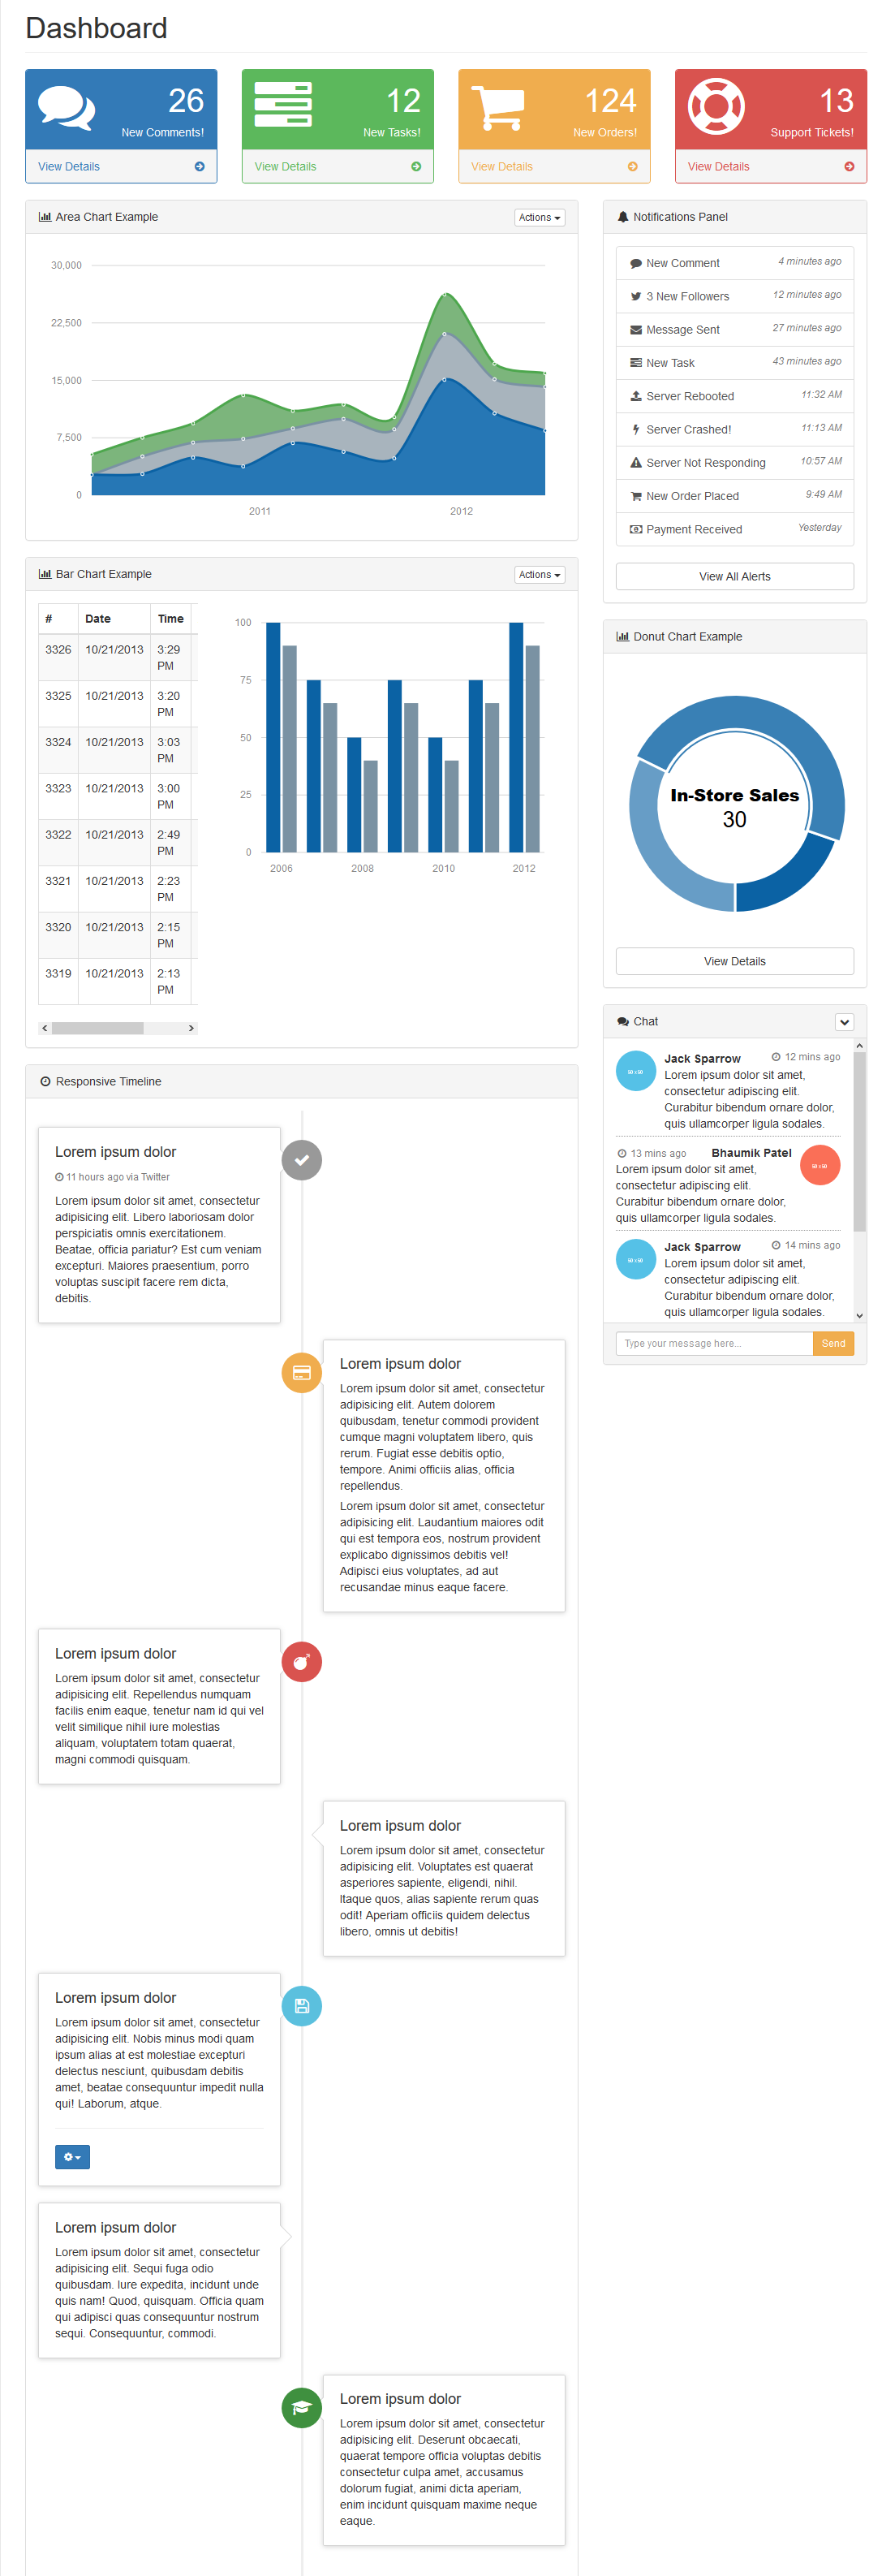 Dashboard
26
New Comments!
View Details
12
New Tasks!
View Details
124
New Orders!
View Details
13
Support Tickets!
View Details
Area Chart Example
Actions
30,000
22,500
15,000
7,500
0
2011
2012
Bar Chart Example
Actions
# Date Time
3326 10/21/2013 3:29
PM
3325 10/21/2013 3:20
PM
3324 10/21/2013 3:03
PM
3323 10/21/2013 3:00
PM
3322 10/21/2013 2:49
PM
3321 10/21/2013 2:23
PM
3320 10/21/2013 2:15
PM
3319 10/21/2013 2:13
PM
100
75
50
25
0
2006 2008 2010 2012
Responsive Timeline
Lorem ipsum dolor
11 hours ago via Twitter
Lorem ipsum dolor sit amet, consectetur
adipisicing elit. Libero laboriosam dolor
perspiciatis omnis exercitationem.
Beatae, officia pariatur? Est cum veniam
excepturi. Maiores praesentium, porro
voluptas suscipit facere rem dicta,
debitis.
Lorem ipsum dolor
Lorem ipsum dolor sit amet, consectetur
adipisicing elit. Autem dolorem
quibusdam, tenetur commodi provident
cumque magni voluptatem libero, quis
rerum. Fugiat esse debitis optio,
tempore. Animi officiis alias, officia
repellendus.
Lorem ipsum dolor sit amet, consectetur
adipisicing elit. Laudantium maiores odit
qui est tempora eos, nostrum provident
explicabo dignissimos debitis vel!
Adipisci eius voluptates, ad aut
recusandae minus eaque facere.
Lorem ipsum dolor
Lorem ipsum dolor sit amet, consectetur
adipisicing elit. Repellendus numquam
facilis enim eaque, tenetur nam id qui vel
velit similique nihil iure molestias
aliquam, voluptatem totam quaerat,
magni commodi quisquam.
Lorem ipsum dolor
Lorem ipsum dolor sit amet, consectetur
adipisicing elit. Voluptates est quaerat
asperiores sapiente, eligendi, nihil.
Itaque quos, alias sapiente rerum quas
odit! Aperiam officiis quidem delectus
libero, omnis ut debitis!
Lorem ipsum dolor
Lorem ipsum dolor sit amet, consectetur
adipisicing elit. Nobis minus modi quam
ipsum alias at est molestiae excepturi
delectus nesciunt, quibusdam debitis
amet, beatae consequuntur impedit nulla
qui! Laborum, atque.
Lorem ipsum dolor
Lorem ipsum dolor sit amet, consectetur
adipisicing elit. Sequi fuga odio
quibusdam. Iure expedita, incidunt unde
quis nam! Quod, quisquam. Officia quam
qui adipisci quas consequuntur nostrum
sequi. Consequuntur, commodi.
Lorem ipsum dolor
Lorem ipsum dolor sit amet, consectetur
adipisicing elit. Deserunt obcaecati,
quaerat tempore officia voluptas debitis
consectetur culpa amet, accusamus
dolorum fugiat, animi dicta aperiam,
enim incidunt quisquam maxime neque
eaque.
Notifications Panel
New Comment 4 minutes ago
3 New Followers 12 minutes ago
Message Sent 27 minutes ago
New Task 43 minutes ago
Server Rebooted 11:32 AM
Server Crashed! 11:13 AM
Server Not Responding 10:57 AM
New Order Placed 9:49 AM
Payment Received Yesterday
View All Alerts
Donut Chart Example
In-Store Sales
30
View Details
Chat
Jack Sparrow 12 mins ago
Lorem ipsum dolor sit amet,
consectetur adipiscing elit.
Curabitur bibendum ornare dolor,
quis ullamcorper ligula sodales.
13 mins ago Bhaumik Patel
Lorem ipsum dolor sit amet,
consectetur adipiscing elit.
Curabitur bibendum ornare dolor,
quis ullamcorper ligula sodales.
Jack Sparrow 14 mins ago
Lorem ipsum dolor sit amet,
consectetur adipiscing elit.
Curabitur bibendum ornare dolor,
quis ullamcorper ligula sodales.
Type your message here...
Send